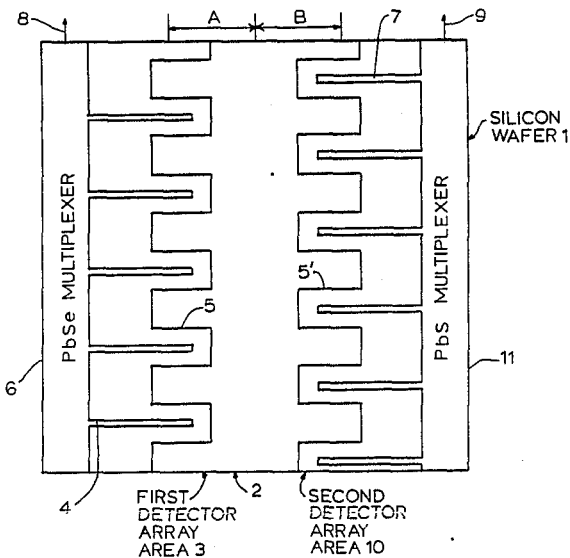 8
A
B
7
9
SILICON
WAFER 1
PbSe MULTIPLEXER
PbS MULTIPLEXER
5'
5
6
11
4
FIRST
DETECTOR
ARRAY
AREA 3
2
SECOND
DETECTOR
ARRAY
AREA 10